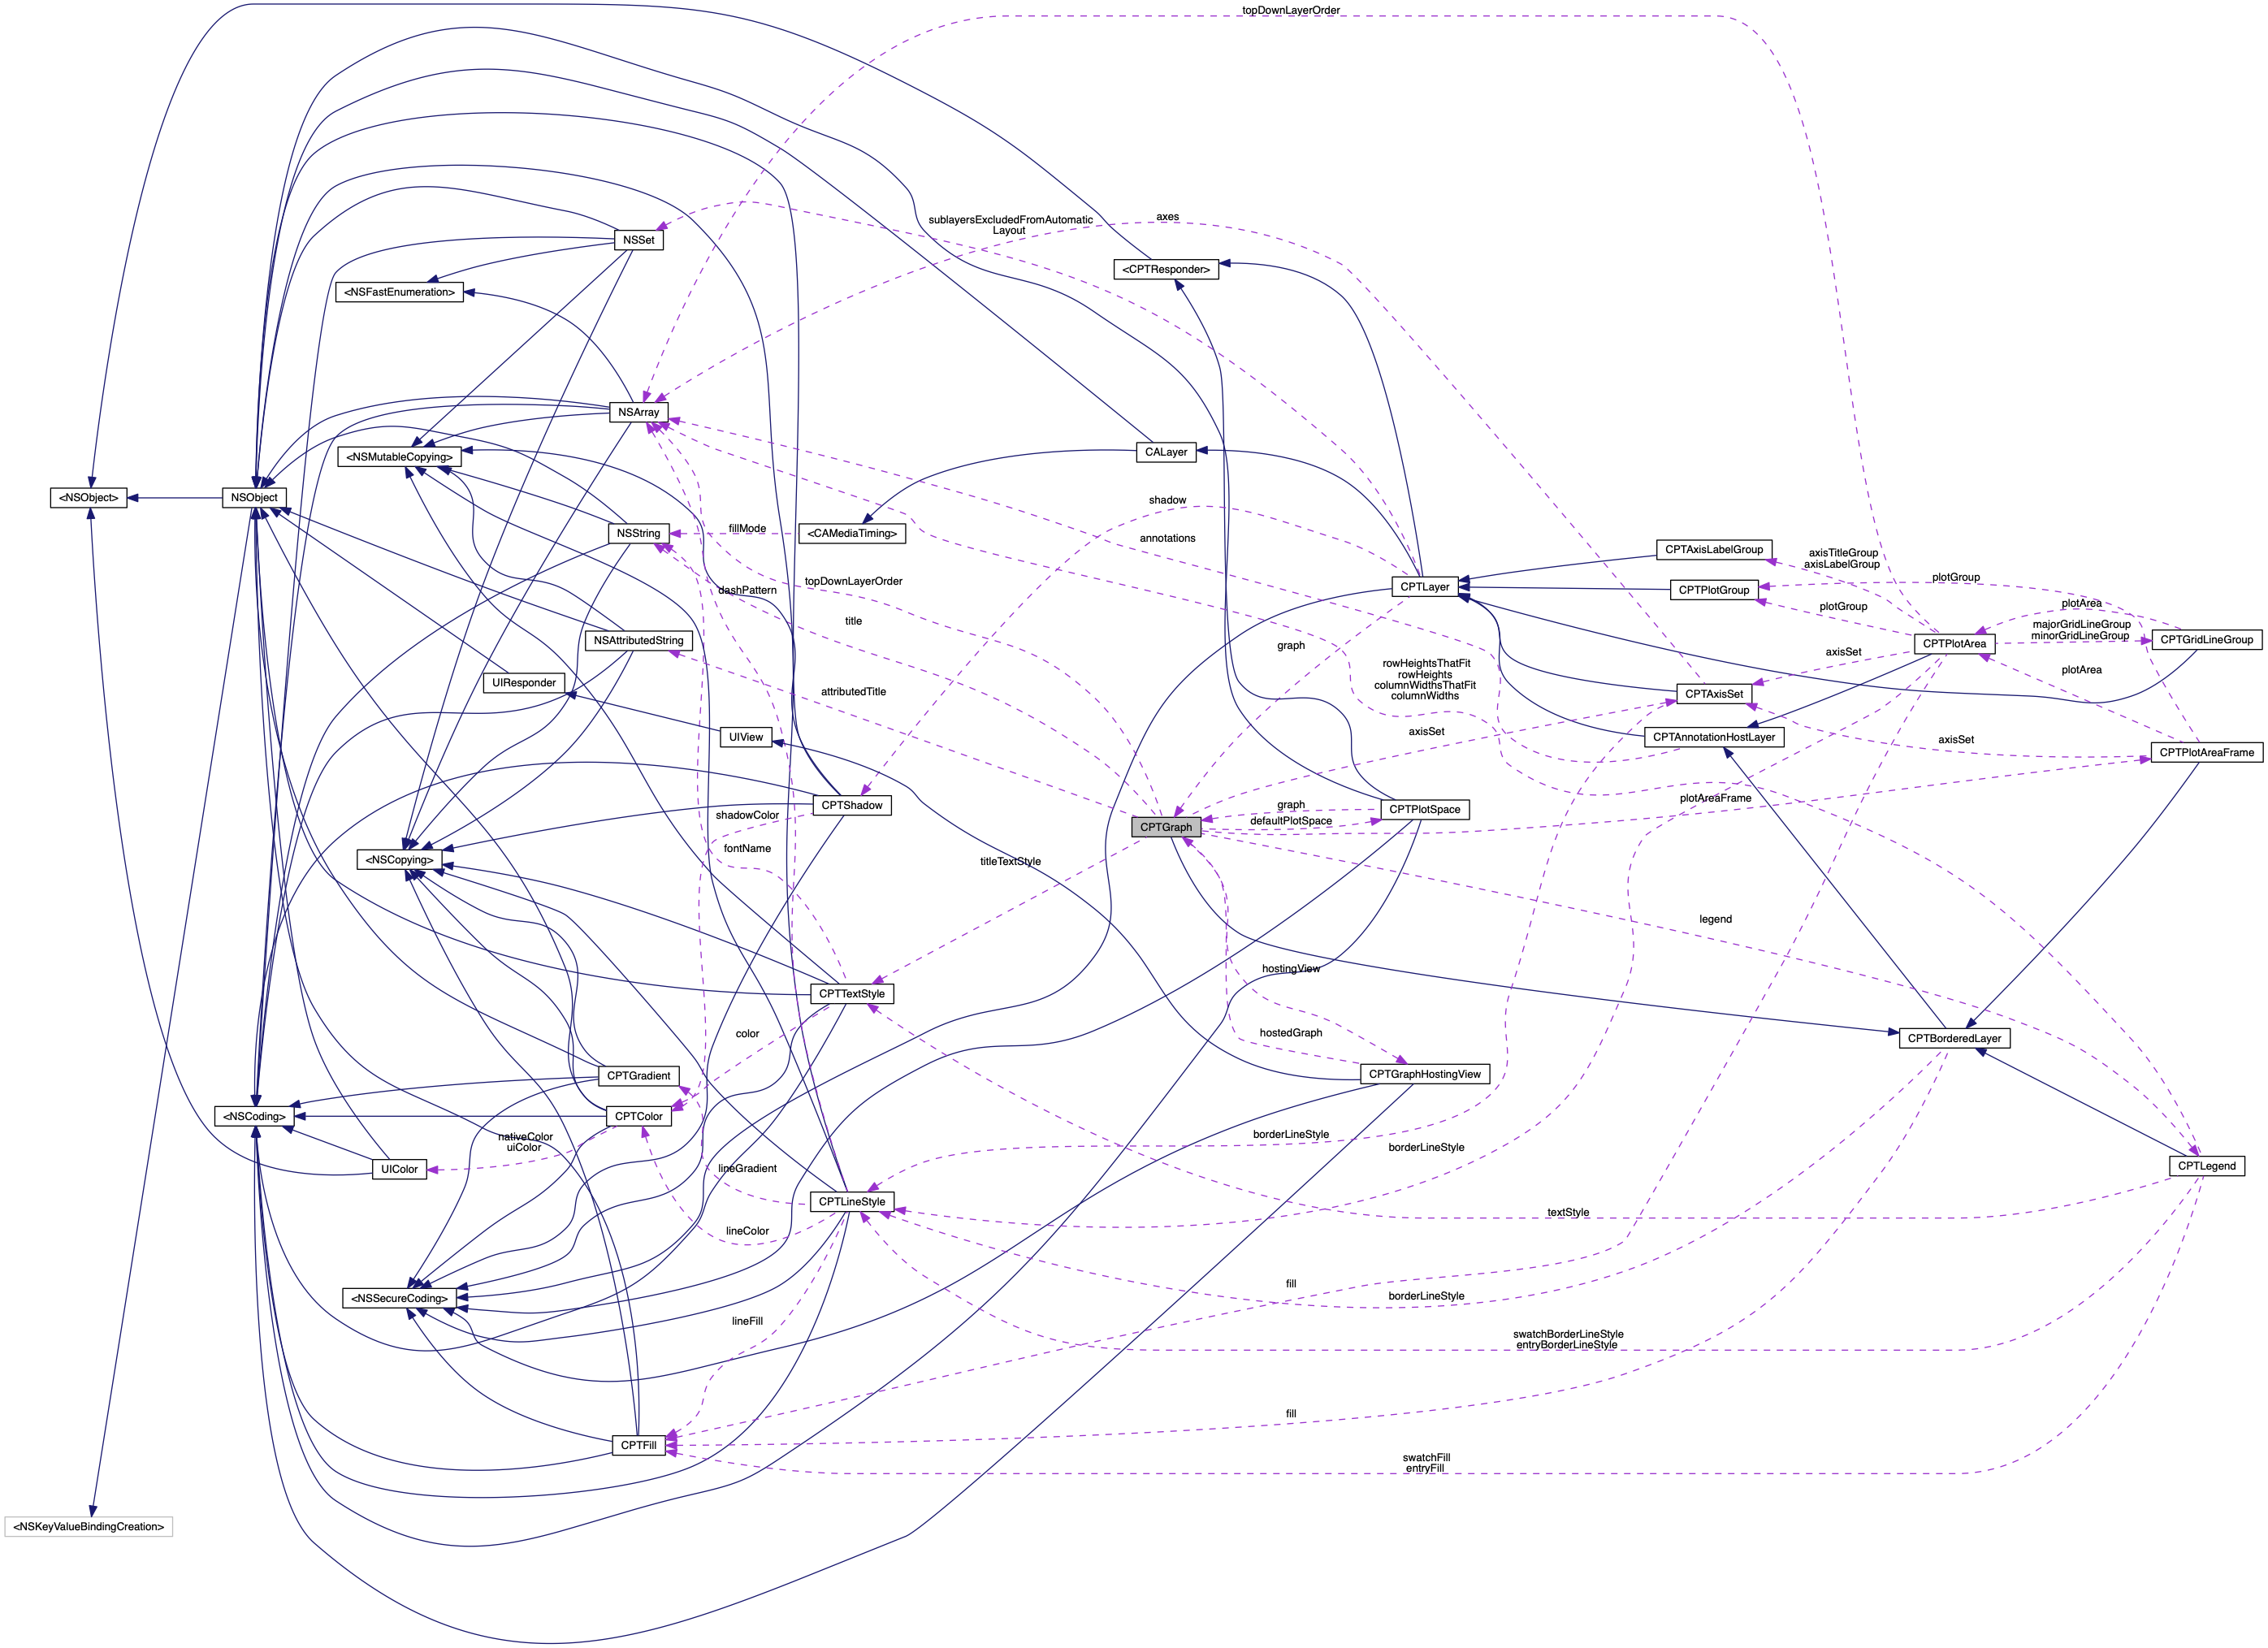 topDownLayerOrder
sublayersExcludedFromAutomatic
Layout
axes
NSSet
<CPTResponder>
<NSFastEnumeration>
NSArray
<NSMutableCopying>
CALayer
<NSObject>
NSObject
shadow
annotations
NSString
fillMode
<CAMediaTiming>
CPTAxisLabelGroup
axisTitleGroup
axisLabelGroup
plotGroup
topDownLayerOrder
dashPattern
CPTLayer
CPTPlotGroup
plotGroup
plotArea
title
majorGridLineGroup
minorGridLineGroup
NSAttributedString
graph
CPTPlotArea
CPTGridLineGroup
axisSet
rowHeightsThatFit
rowHeights
columnWidthsThatFit
columnWidths
plotArea
UIResponder
attributedTitle
CPTAxisSet
UIView
axisSet
CPTAnnotationHostLayer
axisSet
CPTPlotAreaFrame
CPTShadow
graph
CPTPlotSpace
plotAreaFrame
shadowColor
CPTGraph
defaultPlotSpace
fontName
<NSCopying>
titleTextStyle
legend
hostingView
CPTTextStyle
color
hostedGraph
CPTBorderedLayer
CPTGradient
CPTGraphHostingView
<NSCoding>
CPTColor
nativeColor
uiColor
borderLineStyle
borderLineStyle
UIColor
lineGradient
CPTLegend
CPTLineStyle
textStyle
lineColor
fill
<NSSecureCoding>
borderLineStyle
lineFill
swatchBorderLineStyle
entryBorderLineStyle
fill
CPTFill
swatchFill
entryFill
<NSKeyValueBindingCreation>